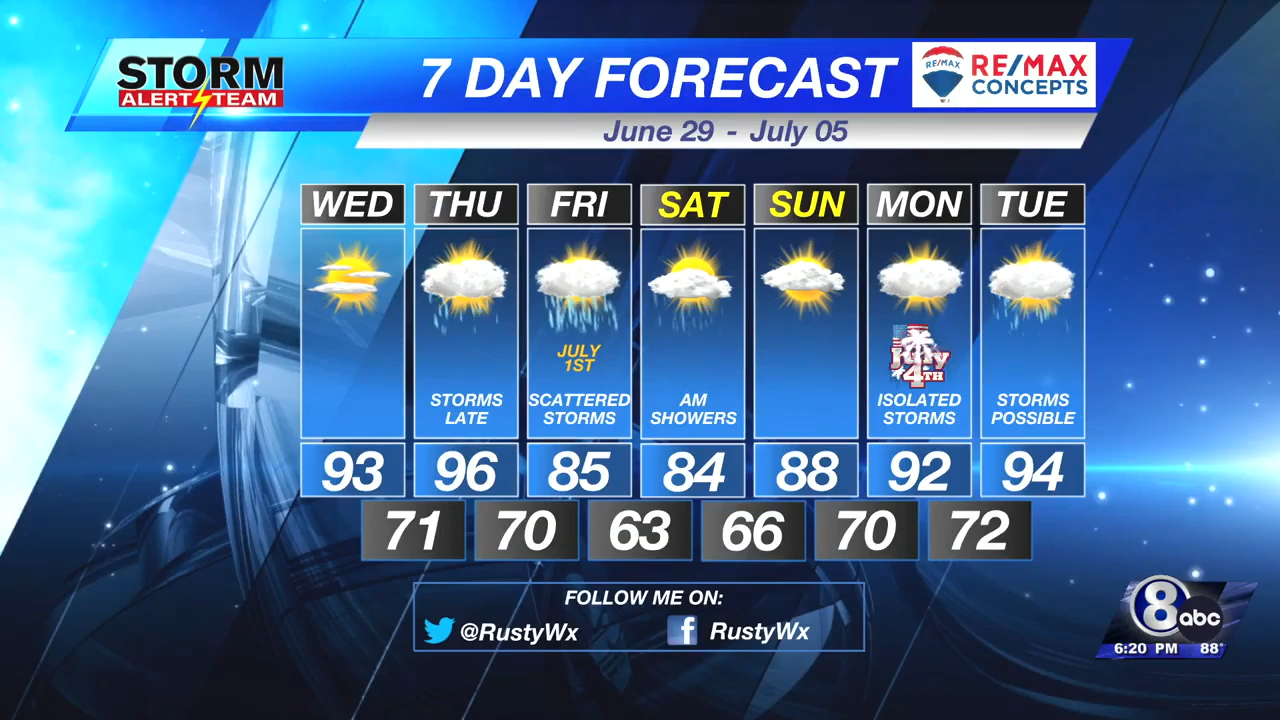 STORM
ALERT TEAM
7 DAY FORECAST
RE/MAX
RE/MAX
CONCEPTS
June 29 - July 05
WED THU FRI SAT SUN MON TUE
JULY
1ST
July
4TH
STORMS
LATE
SCATTERED
STORMS
AM
SHOWERS
ISOLATED
STORMS
STORMS
POSSIBLE
93 96 85 84 88 92 94
71 70 63 66 70 72
FOLLOW ME ON:
@RustyWx f RustyWx
8 abc
6:20 PM 88°